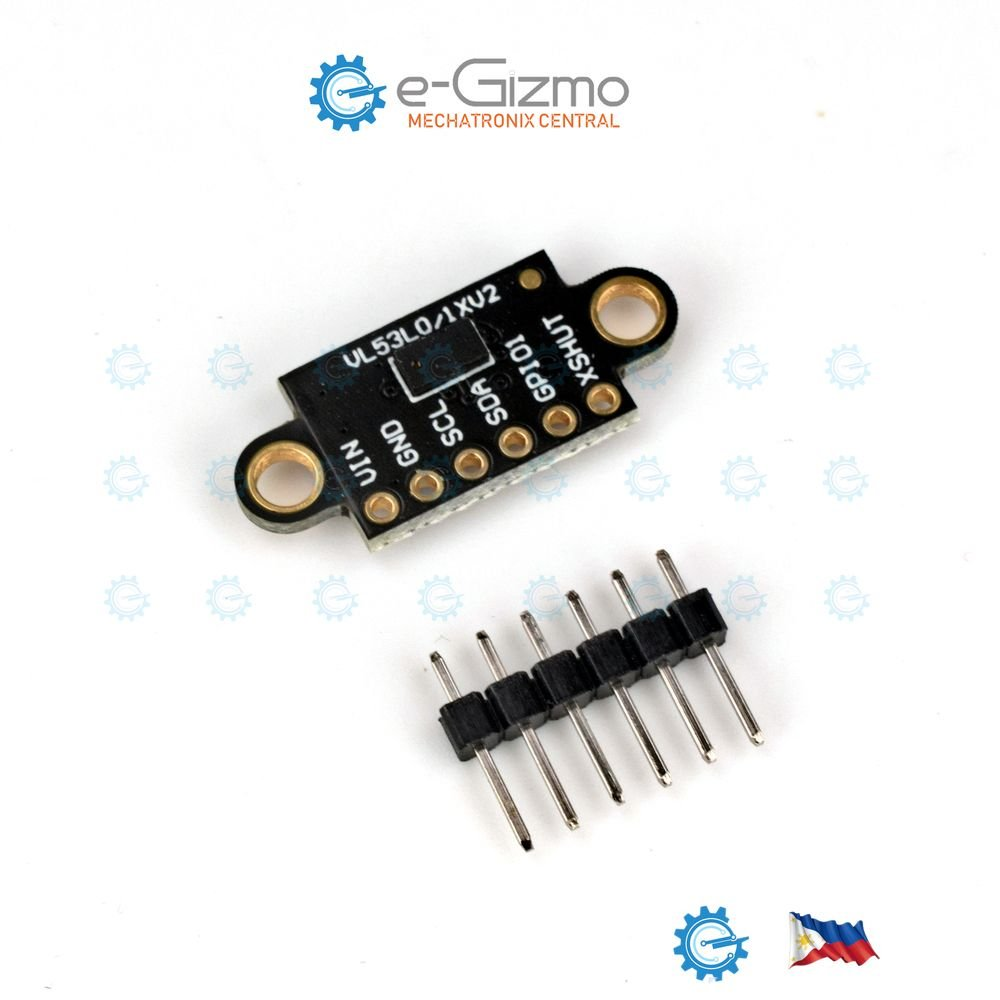 e-Gizmo
MECHATRONIX CENTRAL
VL53L0/1XV2
VIN
GND
SCL
SDA
GPIO1
XSHUT